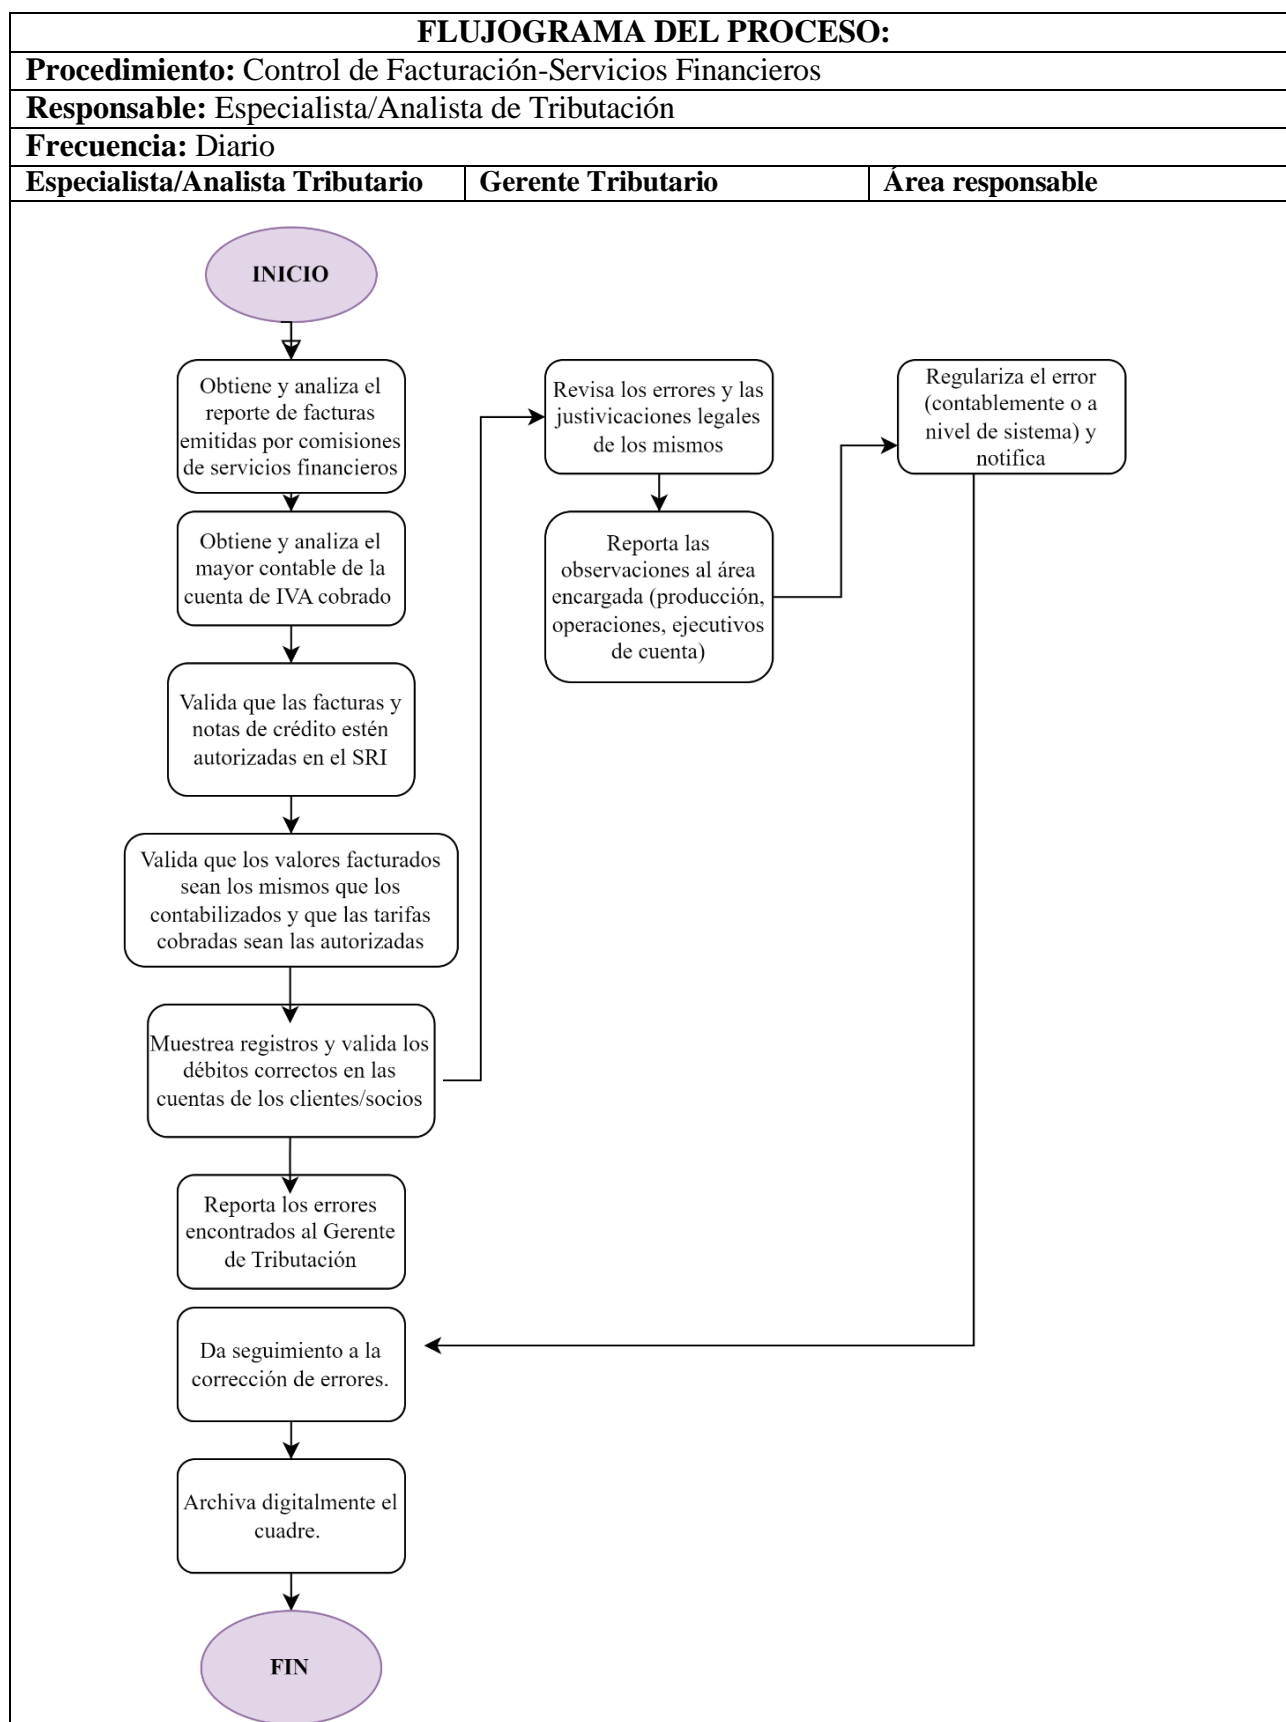 FLUJOGRAMA DEL PROCESO:
Procedimiento: Control de Facturación-Servicios Financieros
Responsable: Especialista/Analista de Tributación
Frecuencia: Diario
Especialista/Analista Tributario
Gerente Tributario
Área responsable
INICIO
Obtiene y analiza el
reporte de facturas
emitidas por comisiones
de servicios financieros
Obtiene y analiza el
mayor contable de la
cuenta de IVA cobrado
Valida que las facturas y
notas de crédito estén
autorizadas en el SRI
Valida que los valores facturados
sean los mismos que los
contabilizados y que las tarifas
cobradas sean las autorizadas
Muestrea registros y valida los
débitos correctos en las
cuentas de los clientes/socios
Reporta los errores
encontrados al Gerente
de Tributación
Revisa los errores y las
justivicaciones legales
de los mismos
Reporta las
observaciones al área
encargada (producción,
operaciones, ejecutivos
de cuenta)
Regulariza el error
(contablemente o a
nivel de sistema) y
notifica
Da seguimiento a la
corrección de errores.
Archiva digitalmente el
cuadre.
FIN